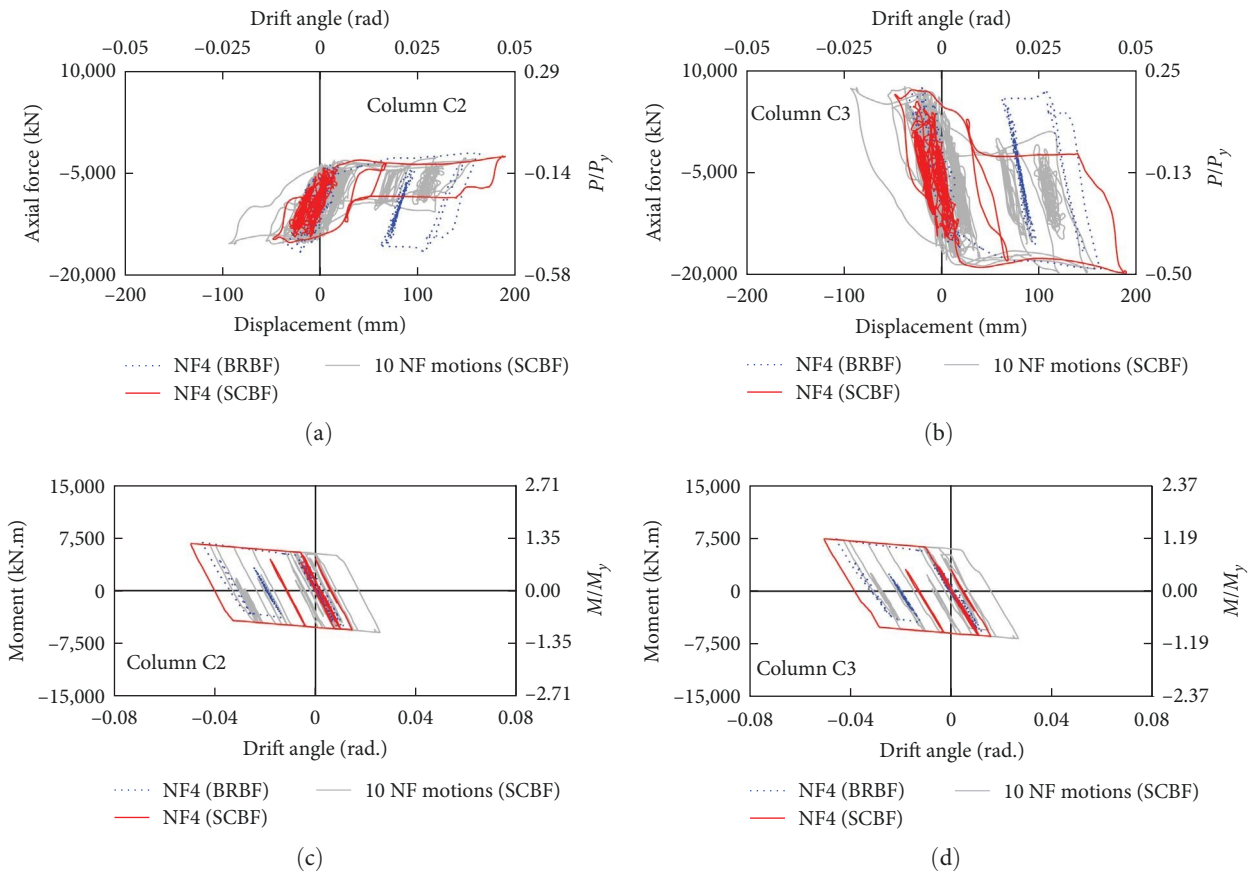 Drift angle (rad)
−0.05 −0.025 0 0.025 0.05
10,000 0.29
Column C2
−5,000 −0.14
−20,000 −0.58
Axial force (kN)
P/Py
−200 −100 0 100 200
Displacement (mm)
NF4 (BRBF) 10 NF motions (SCBF)
NF4 (SCBF)
(a)
Drift angle (rad)
−0.05 −0.025 0 0.025 0.05
10,000 0.25
Column C3
−5,000 −0.13
−20,000 −0.50
Axial force (kN)
P/Py
−200 −100 0 100 200
Displacement (mm)
NF4 (BRBF) 10 NF motions (SCBF)
NF4 (SCBF)
(b)
15,000 2.71
7,500 1.35
0 0.00
−7,500 −1.35
Column C2
−15,000 −2.71
Moment (kN.m)
M/My
−0.08 −0.04 0 0.04 0.08
Drift angle (rad.)
NF4 (BRBF) 10 NF motions (SCBF)
NF4 (SCBF)
(c)
15,000 2.37
7,500 1.19
0 0.00
−7,500 −1.19
Column C3
−15,000 −2.37
Moment (kN.m)
M/My
−0.08 −0.04 0 0.04 0.08
Drift angle (rad.)
NF4 (BRBF) 10 NF motions (SCBF)
NF4 (SCBF)
(d)